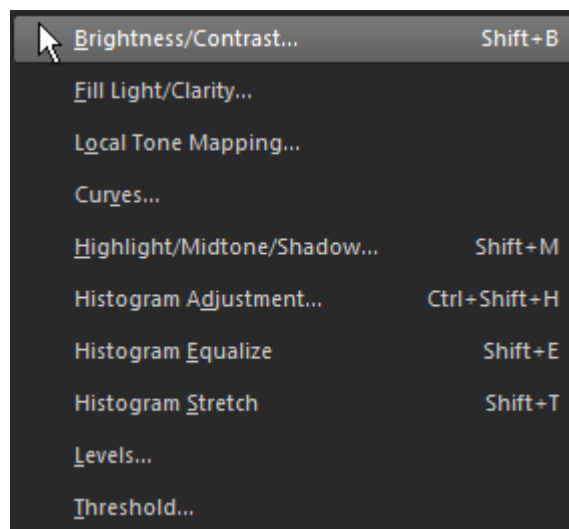 Brightness/Contrast... Shift+B
Fill Light/Clarity...
Local Tone Mapping...
Curves...
Highlight/Midtone/Shadow... Shift+M
Histogram Adjustment... Ctrl+Shift+H
Histogram Equalize Shift+E
Histogram Stretch Shift+T
Levels...
Threshold...